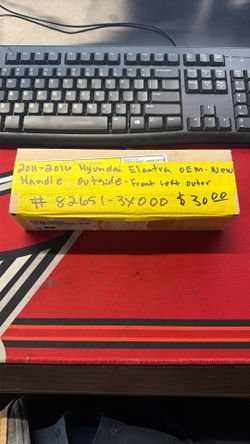 2011-2016 Hyundai Elantra OEM-New
Handle Outside-Front Left Outer
# 82651-3X000 $30.00